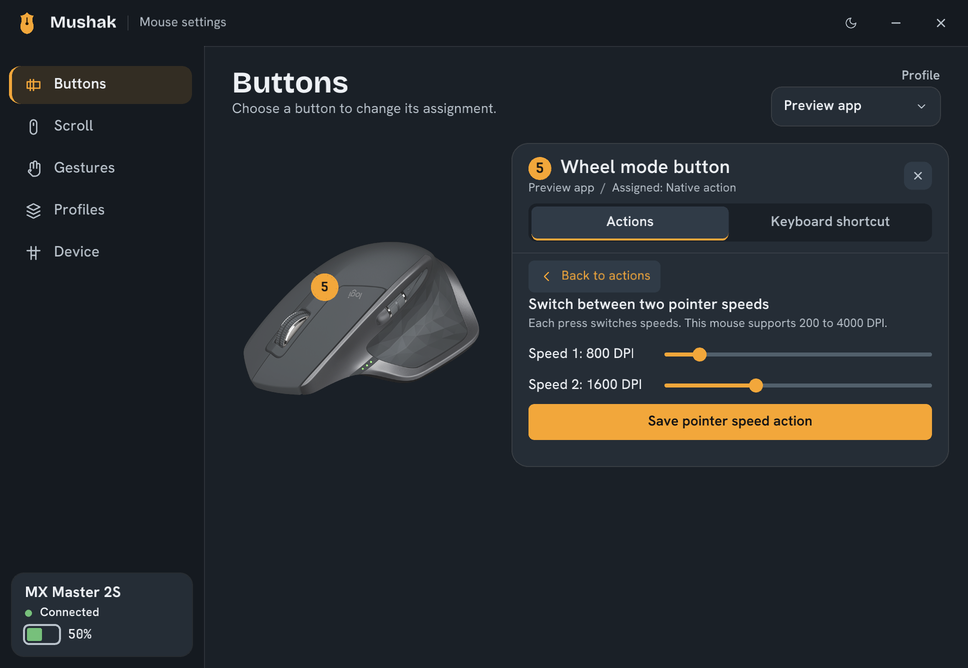 Mushak
Mouse settings
Buttons
Scroll
Gestures
Profiles
Device
MX Master 2S
Connected
50%
Buttons
Choose a button to change its assignment.
Profile
Preview app
5
logi
5 Wheel mode button
Preview app / Assigned: Native action
Actions
Keyboard shortcut
Back to actions
Switch between two pointer speeds
Each press switches speeds. This mouse supports 200 to 4000 DPI.
Speed 1: 800 DPI
Speed 2: 1600 DPI
Save pointer speed action